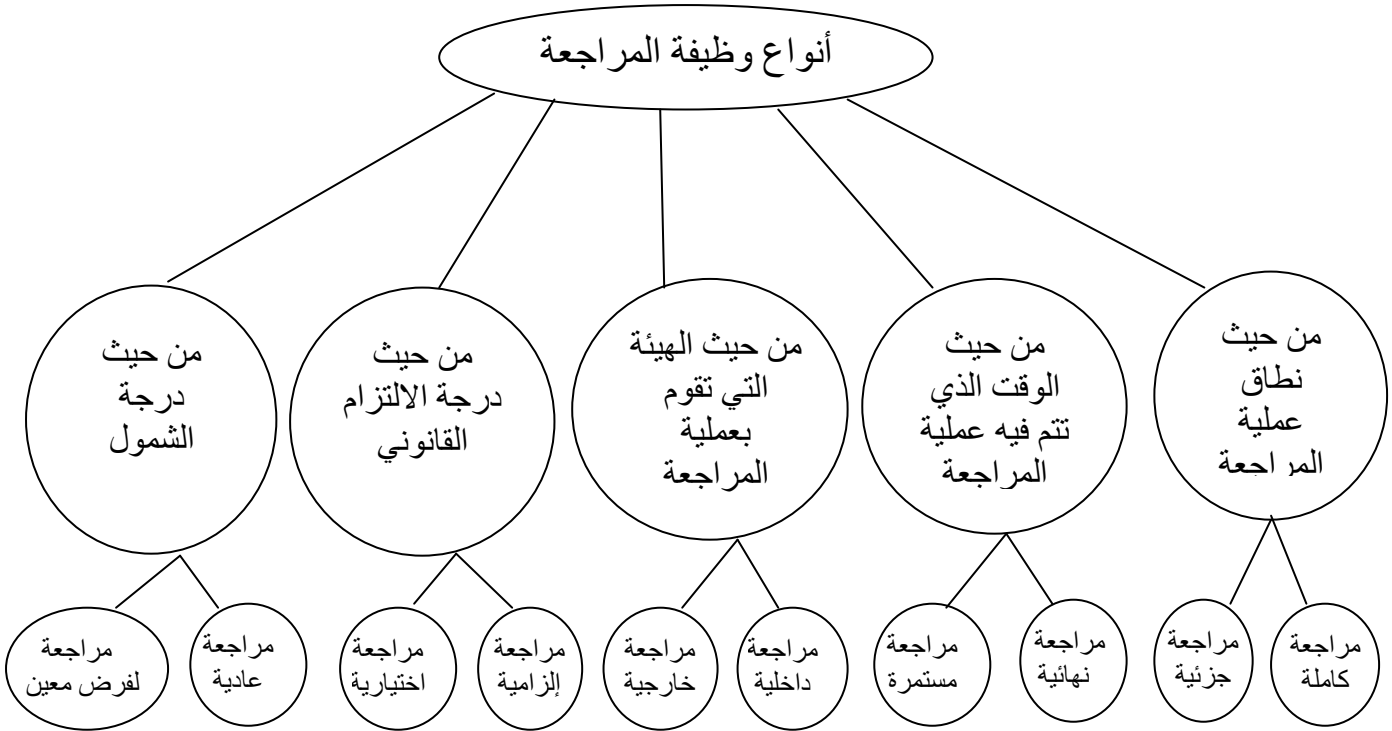 أنواع وظيفة المراجعة
من حيث
نطاق
عملية
المراجعة
من حيث
الوقت الذي
تتم فيه عملية
المراجعة
من حيث الهيئة
التي تقوم
بعملية
المراجعة
من حيث
درجة الالتزام
القانوني
من حيث
درجة
الشمول
مراجعة
كاملة
مراجعة
جزئية
مراجعة
نهائية
مراجعة
مستمرة
مراجعة
داخلية
مراجعة
خارجية
مراجعة
إلزامية
مراجعة
اختيارية
مراجعة
عادية
مراجعة
لفرض معين